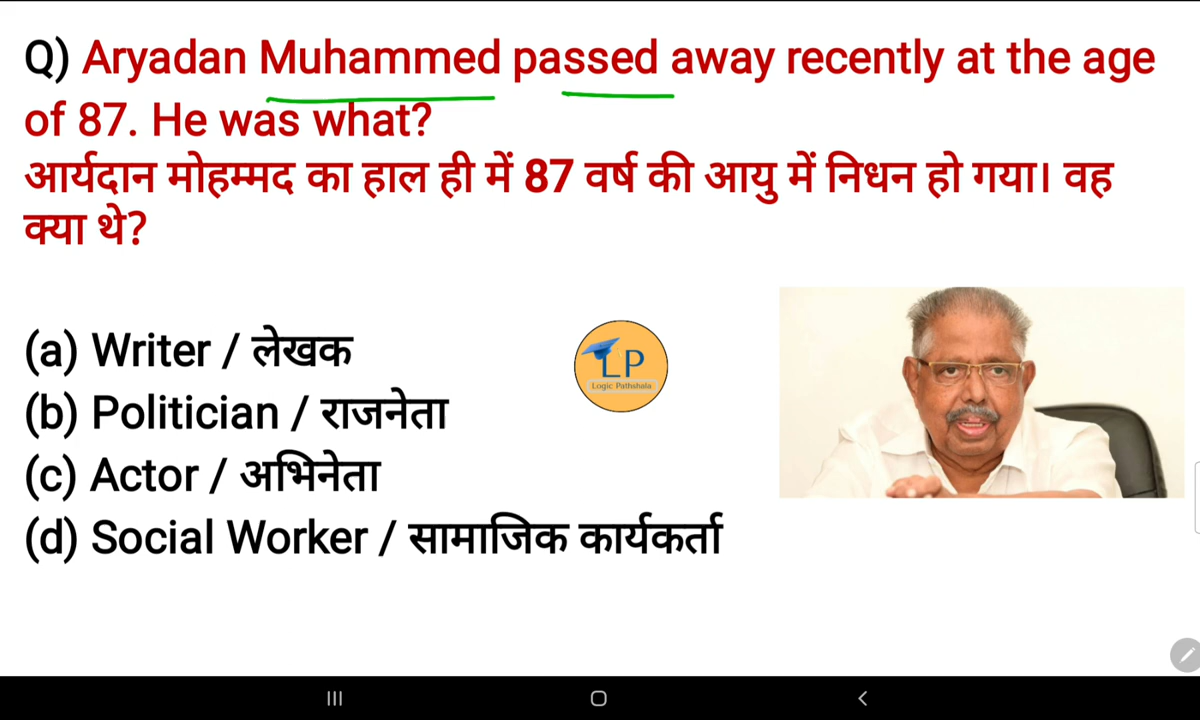 Q) Aryadan Muhammed passed away recently at the age
of 87. He was what?
आर्यदान मोहम्मद का हाल ही में 87 वर्ष की आयु में निधन हो गया। वह
क्या थे?
(a) Writer / लेखक
(b) Politician / राजनेता
(c) Actor / अभिनेता
(d) Social Worker / सामाजिक कार्यकर्ता
LP
Logic Pathshala